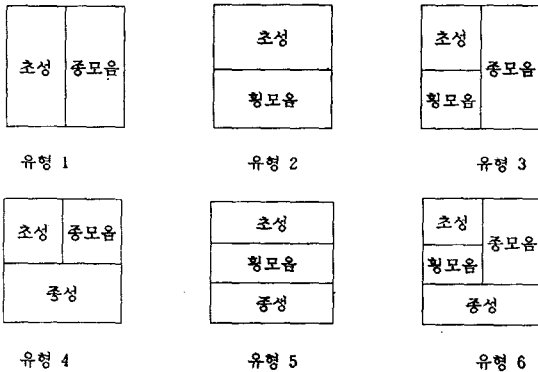 초성 종모음
유형 1
초성
횡모음
유형 2
초성 종모음
횡모음
유형 3
초성 종모음
종성
유형 4
초성
횡모음
종성
유형 5
초성 종모음
횡모음
종성
유형 6